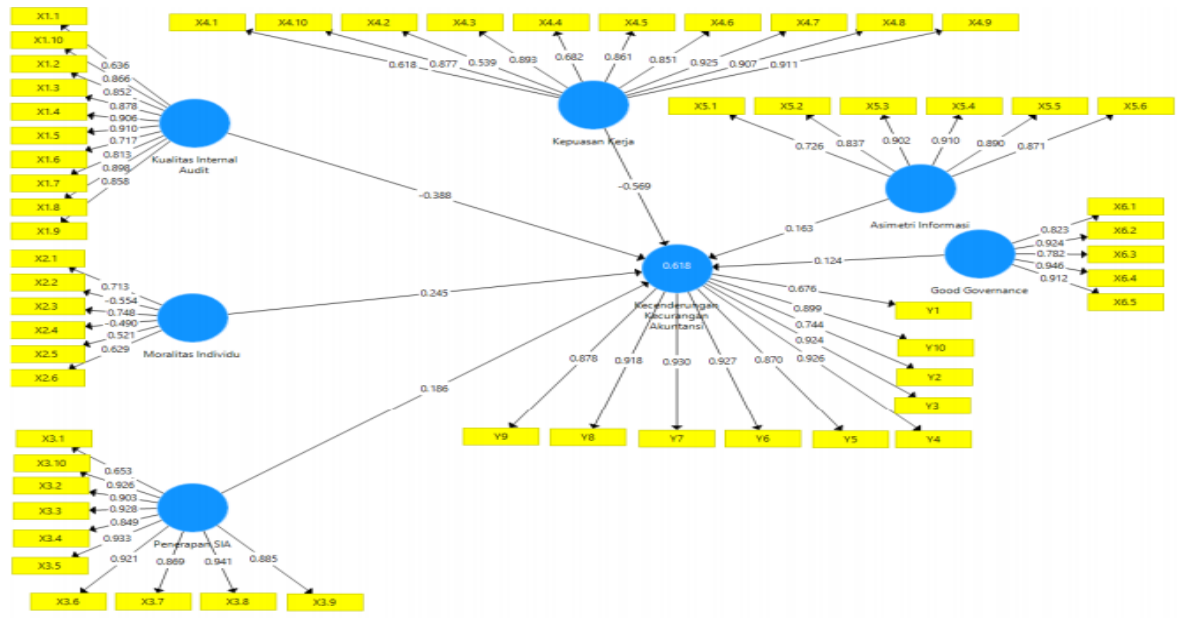 X1.1
X1.10
X1.2
X1.3
X1.4
X1.5
X1.6
X1.7
X1.8
X1.9
0.636
0.866
0.852
0.878
0.906
0.910
0.717
0.813
0.898
0.858
Kualitas Internal
Audit
X4.1
X4.10
X4.2
X4.3
X4.4
X4.5
X4.6
X4.7
X4.8
X4.9
0.618
0.877
0.539
0.893
0.682
0.861
0.851
0.925
0.907
0.911
Kepuasan Kerja
X5.1
X5.2
X5.3
X5.4
X5.5
X5.6
0.726
0.837
0.902
0.910
0.890
0.871
Asimetri Informasi
X6.1
X6.2
X6.3
X6.4
X6.5
0.823
0.924
0.782
0.946
0.912
Good Governance
-0.388
-0.569
0.163
0.124
0.245
0.186
0.618
Kecenderungan
Kecurangan
Akuntansi
X2.1
X2.2
X2.3
X2.4
X2.5
X2.6
0.713
-0.554
0.748
-0.490
0.521
0.629
Moralitas Individu
0.676
0.899
0.744
0.924
0.926
Y1
Y10
Y2
Y3
Y4
0.878
0.918
0.930
0.927
0.870
Y9
Y8
Y7
Y6
Y5
X3.1
X3.10
X3.2
X3.3
X3.4
X3.5
0.653
0.926
0.903
0.928
0.849
0.933
Penerapan SIA
0.921
0.869
0.941
0.885
X3.6
X3.7
X3.8
X3.9